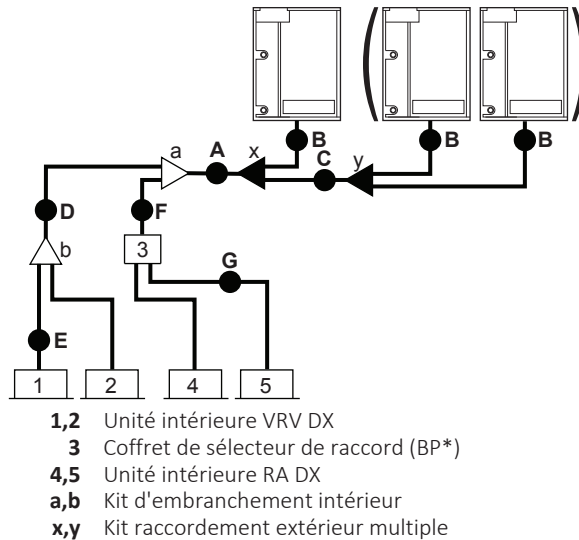 B
B
B
a
A
x
C
y
D
F
b
3
G
E
1
2
4
5
1,2 Unité intérieure VRV DX
3 Coffret de sélecteur de raccord (BP*)
4,5 Unité intérieure RA DX
a,b Kit d'embranchement intérieur
x,y Kit raccordement extérieur multiple